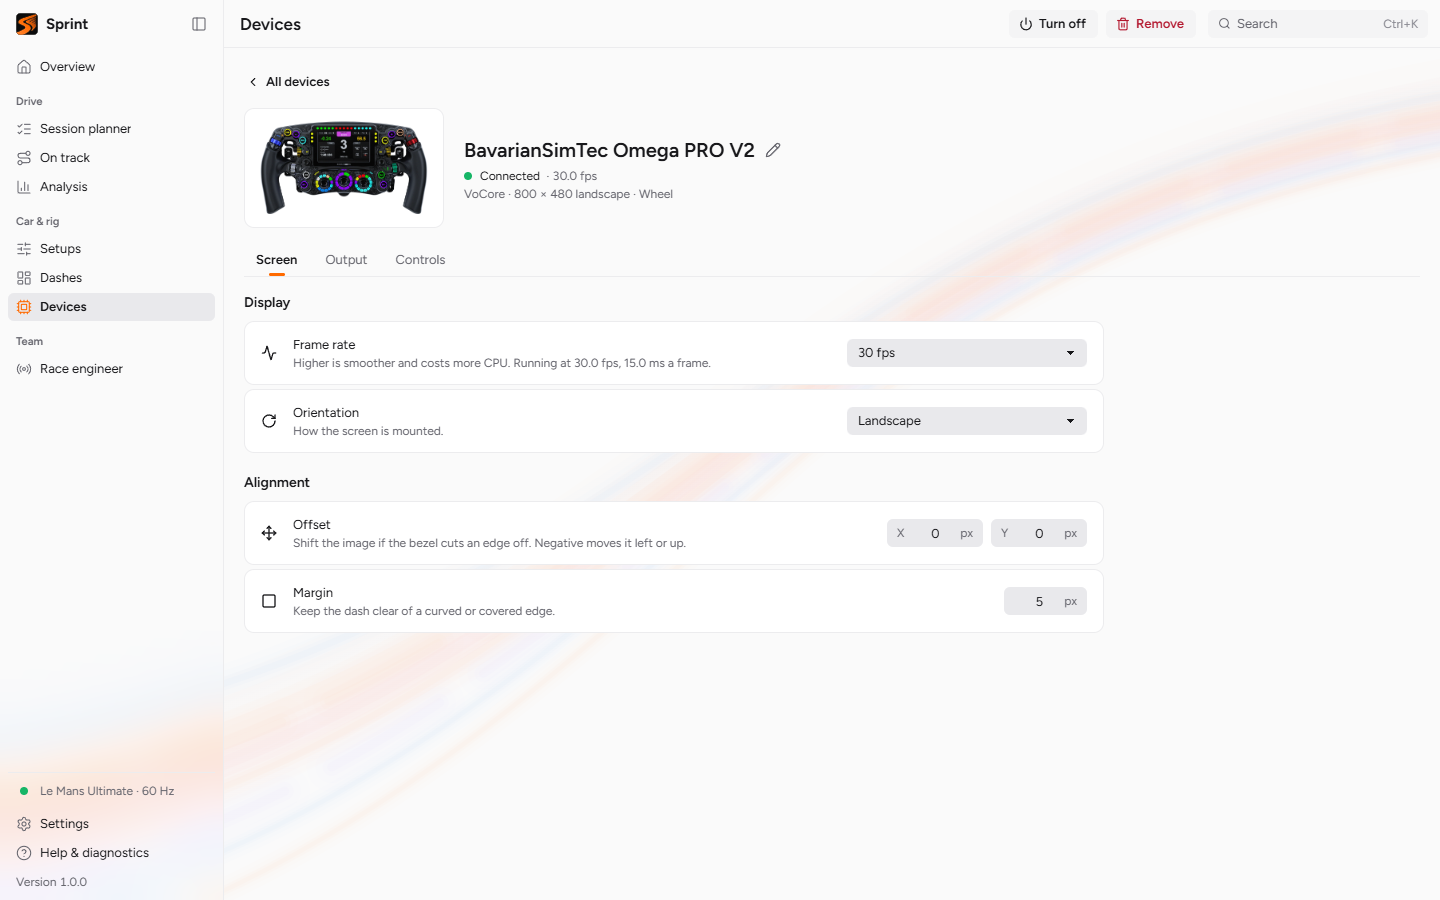 Sprint
Devices
Turn off
Remove
Search
Ctrl+K
Overview
Drive
Session planner
On track
Analysis
Car & rig
Setups
Dashes
Devices
Team
Race engineer
All devices
BavarianSimTec Omega PRO V2
Connected · 30.0 fps
VoCore · 800 × 480 landscape · Wheel
Screen
Output
Controls
Display
Frame rate
Higher is smoother and costs more CPU. Running at 30.0 fps, 15.0 ms a frame.
30 fps
Orientation
How the screen is mounted.
Landscape
Alignment
Offset
Shift the image if the bezel cuts an edge off. Negative moves it left or up.
X 0 px
Y 0 px
Margin
Keep the dash clear of a curved or covered edge.
5 px
Le Mans Ultimate · 60 Hz
Settings
Help & diagnostics
Version 1.0.0
3